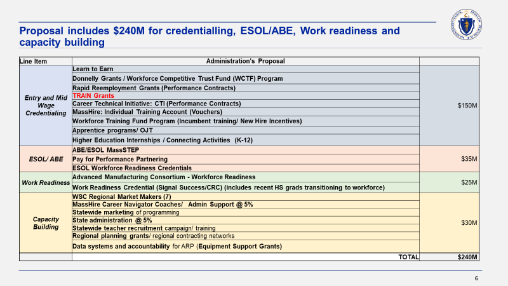 Proposal includes $240M for credentialling, ESOL/ABE, Work readiness and
capacity building
Line Item
Administration's Proposal
Entry and Mid
Wage
Credentialing
Learn to Earn
Donnelly Grants / Workforce Competitive Trust Fund (WCTF) Program
Rapid Reemployment Grants (Performance Contracts)
TRAIN Grants
Career Technical Initiative: CTI (Performance Contracts)
MassHire: Individual Training Account (Vouchers)
Workforce Training Fund Program (Incumbent training/ New Hire Incentives)
Apprentice programs/ OJT
Higher Education Internships / Connecting Activities (K-12)
$150M
ESOL/ ABE
ABE/ESOL MassSTEP
Pay for Performance Partnering
ESOL Workforce Readiness Credentials
$35M
Work Readiness
Advanced Manufacturing Consortium - Workforce Readiness
Work Readiness Credential (Signal Success/CRC) (includes recent HS grads transitioning to workforce)
$25M
Capacity
Building
WSC Regional Market Makers (7)
MassHire Career Navigator Coaches/ Admin Support @ 5%
Statewide marketing of programming
State administration @ 5%
Statewide teacher recruitment campaign/ training
Regional planning grants/ regional contracting networks
Data systems and accountability for ARP (Equipment Support Grants)
$30M
TOTAL
$240M
6